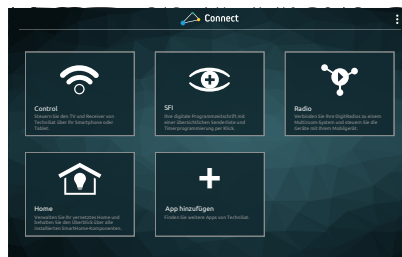 Connect
Control
Steuern Sie den TV und Receiver von
TechniSat über Ihr Smartphone oder
Tablet.
SFI
Ihre digitale Programmzeitschrift mit
einer übersichtlichen Senderliste und
Timerprogrammierung per Klick.
Radio
Verbinden Sie Ihre DigitRadios zu einem
Multiroom-System und steuern Sie die
Geräte mit Ihrem Mobilgerät.
Home
Verwalten Sie Ihr vernetztes Home und
behalten Sie den Überblick über alle
installierten SmartHome-Komponenten.
App hinzufügen
Finden Sie weitere Apps von TechniSat.